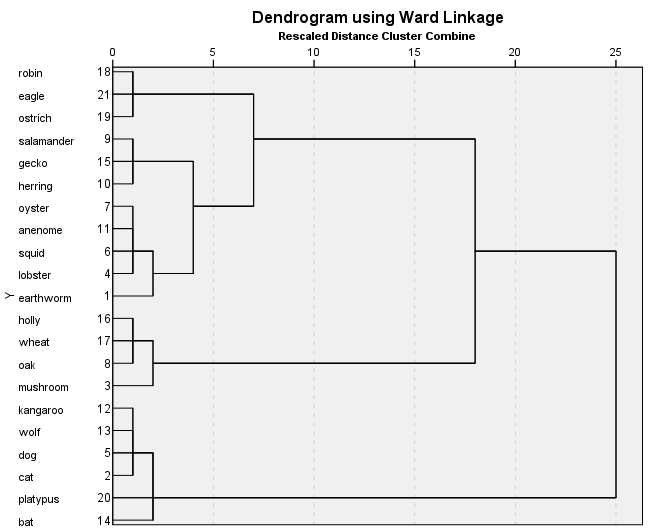 Dendrogram using Ward Linkage
Rescaled Distance Cluster Combine
0 5 10 15 20 25
robin 18
eagle 21
ostrich 19
salamander 9
gecko 15
herring 10
oyster 7
anenome 11
squid 6
lobster 4
Y
earthworm 1
holly 16
wheat 17
oak 8
mushroom 3
kangaroo 12
wolf 13
dog 5
cat 2
platypus 20
bat 14